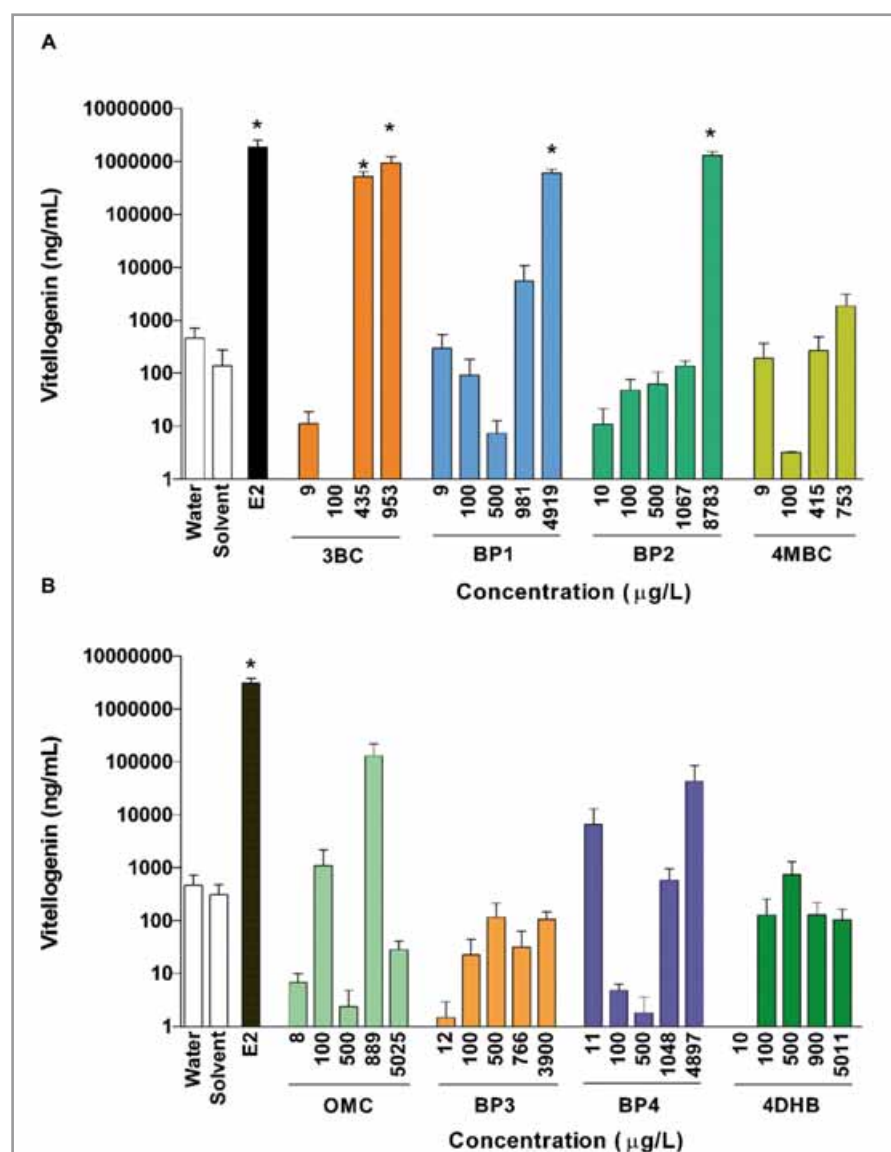 A
Vitellogenin (ng/mL)
10000000
1000000
100000
10000
1000
100
10
1
* * * * *
Water Solvent E2 9 100 435 953 9 100 500 981 4919 10 100 500 1067 8783 9 100 415 753
3BC BP1 BP2 4MBC
Concentration (μg/L)
B
Vitellogenin (ng/mL)
10000000
1000000
100000
10000
1000
100
10
1
*
Water Solvent E2 8 100 500 889 5025 12 100 500 766 3900 11 100 500 1048 4897 10 100 500 900 5011
OMC BP3 BP4 4DHB
Concentration (μg/L)